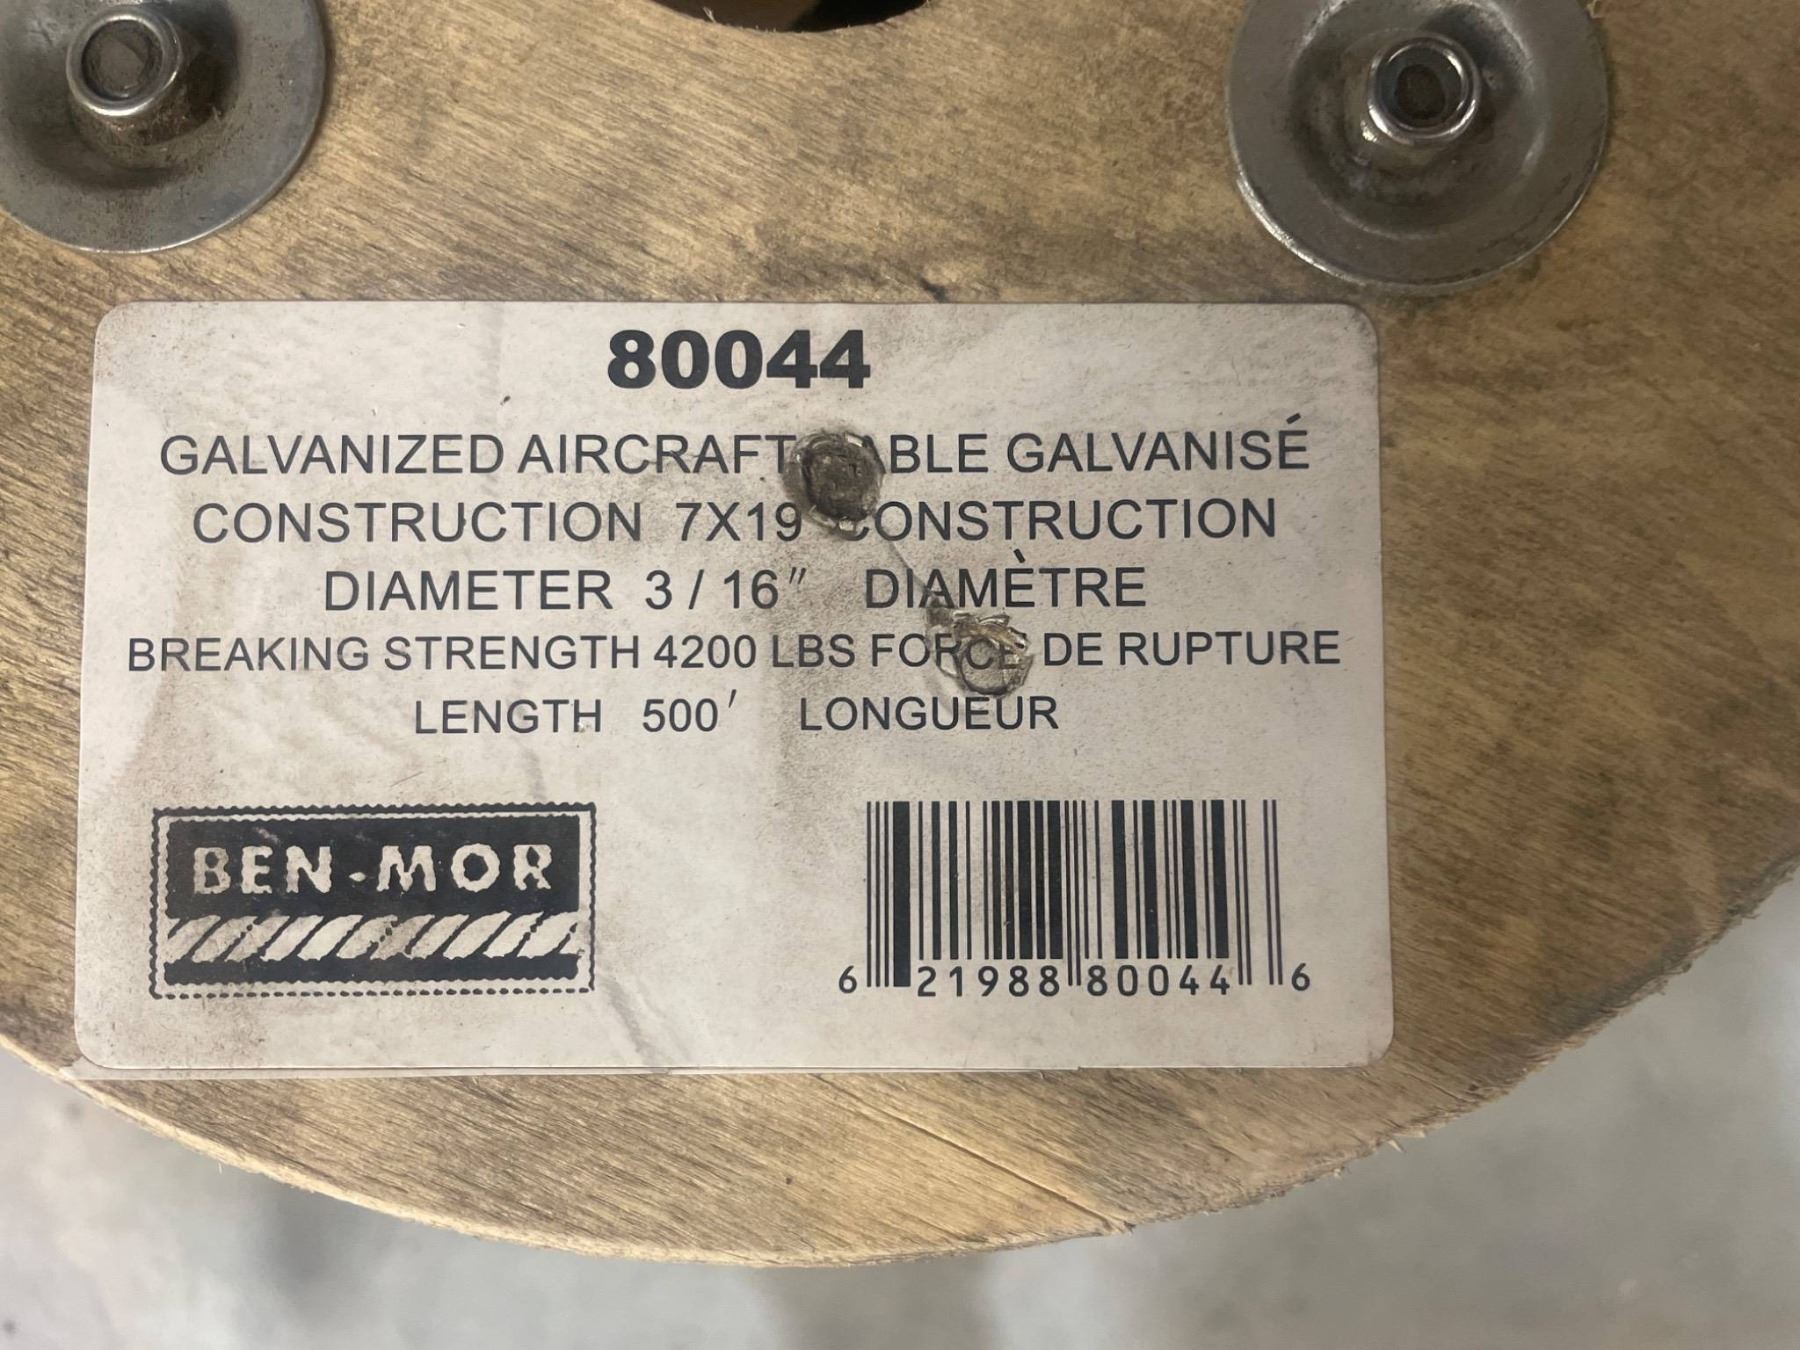 80044
GALVANIZED AIRCRAFT GALVANISÉ
CONSTRUCTION 7X19 CONSTRUCTION
DIAMETER 3 / 16" DIAMÈTRE
BREAKING STRENGTH 4200 LBS FORCE DE RUPTURE
LENGTH 500' LONGUEUR
BEN-MOR
6 21988 80044 6